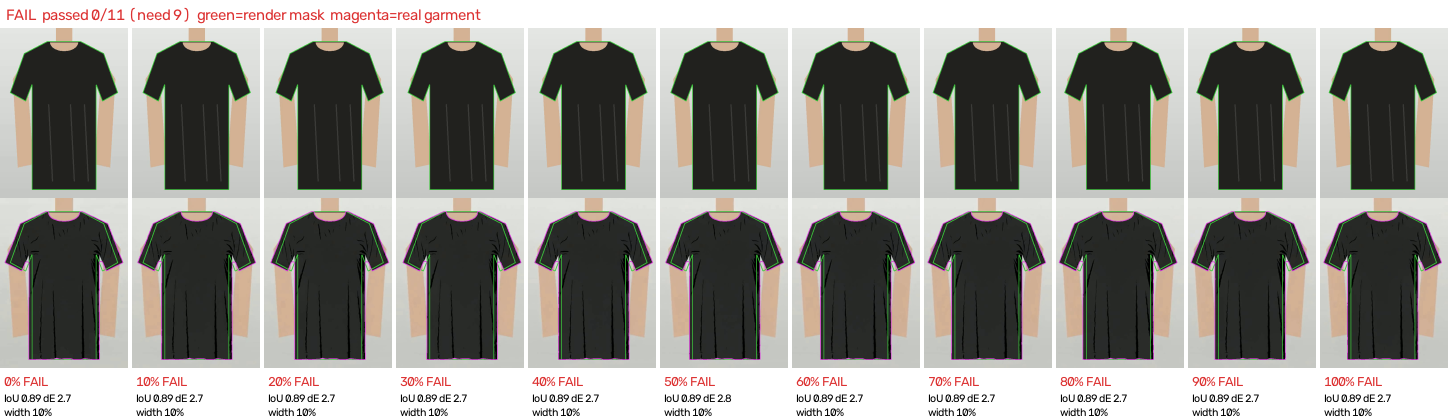 FAIL passed 0/11 (need 9) green=render mask magenta=real garment
0% FAIL 10% FAIL 20% FAIL 30% FAIL 40% FAIL 50% FAIL 60% FAIL 70% FAIL 80% FAIL 90% FAIL 100% FAIL
IoU 0.89 dE 2.7 IoU 0.89 dE 2.7 IoU 0.89 dE 2.7 IoU 0.89 dE 2.7 IoU 0.89 dE 2.7 IoU 0.89 dE 2.8 IoU 0.89 dE 2.7 IoU 0.89 dE 2.7 IoU 0.89 dE 2.7 IoU 0.89 dE 2.7 IoU 0.89 dE 2.7
width 10% width 10% width 10% width 10% width 10% width 10% width 10% width 10% width 10% width 10% width 10%